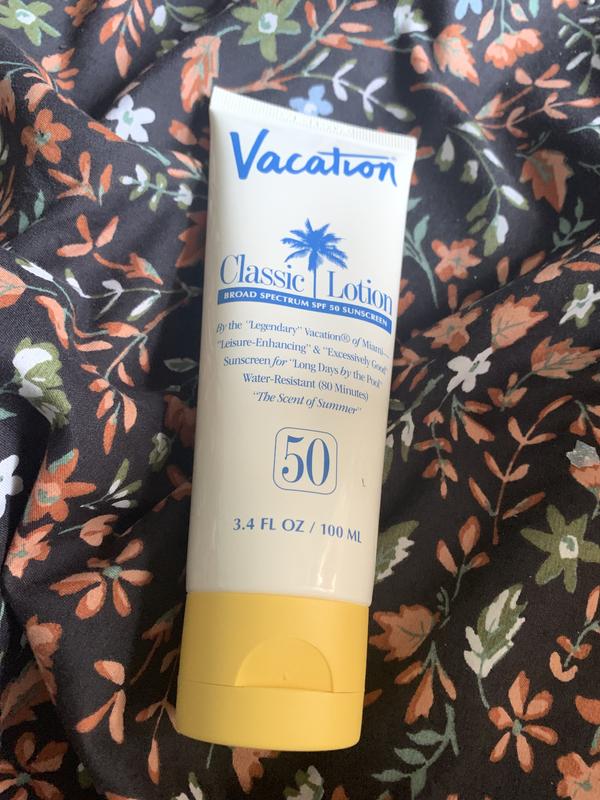 Vacation®
Classic Lotion
BROAD SPECTRUM SPF 50 SUNSCREEN
By the "Legendary" Vacation® of Miami—
"Leisure-Enhancing" & "Excessively Good"
Sunscreen for "Long Days by the Pool"
Water-Resistant (80 Minutes)
"The Scent of Summer"
50
3.4 FL OZ / 100 ML